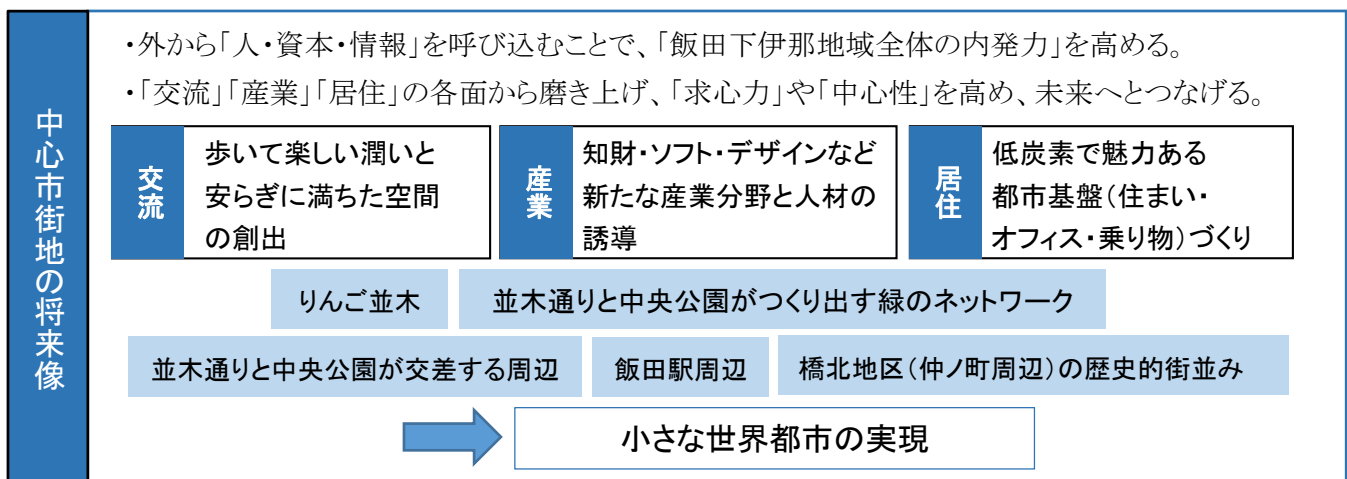 中心市街地の将来像
・外から「人・資本・情報」を呼び込むことで、「飯田下伊那地域全体の内発力」を高める。
・「交流」「産業」「居住」の各面から磨き上げ、「求心力」や「中心性」を高め、未来へとつなげる。
交流
歩いて楽しい潤いと
安らぎに満ちた空間
の創出
産業
知財・ソフト・デザインなど
新たな産業分野と人材の
誘導
居住
低炭素で魅力ある
都市基盤(住まい・
オフィス・乗り物)づくり
りんご並木
並木通りと中央公園がつくり出す緑のネットワーク
並木通りと中央公園が交差する周辺
飯田駅周辺
橋北地区(仲ノ町周辺)の歴史的街並み
小さな世界都市の実現